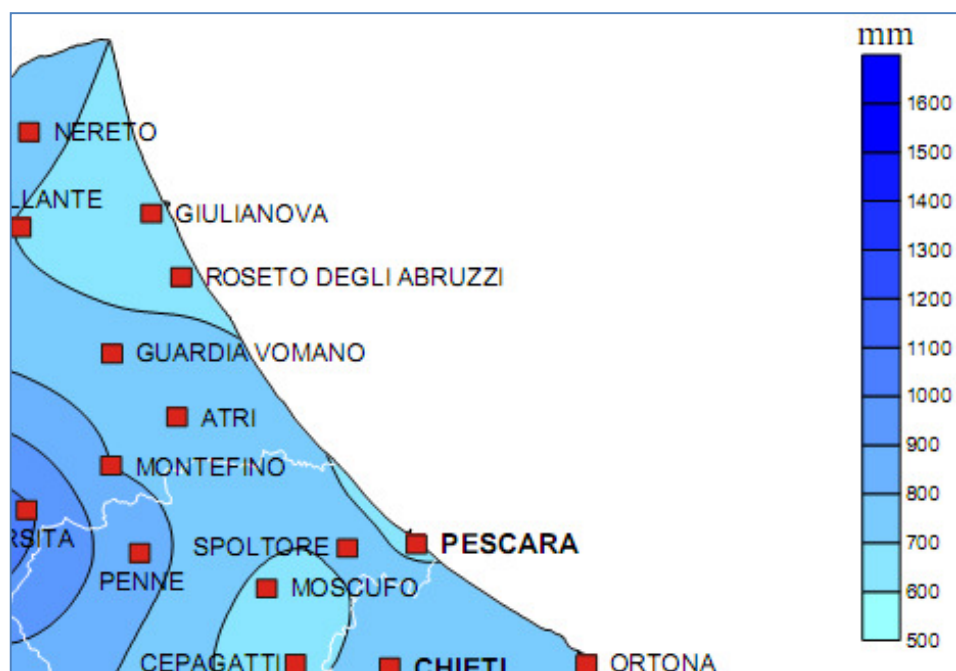 mm
1600
1500
1400
1300
1200
1100
1000
900
800
700
600
500
NERETO
LLANTE
GIULIANOVA
ROSETO DEGLI ABRUZZI
GUARDIA VOMANO
ATRI
MONTEFINO
RSITA
PENNE
SPOLTORE
PESCARA
MOSCUFO
CEPAGATTI
CHIETI
ORTONA